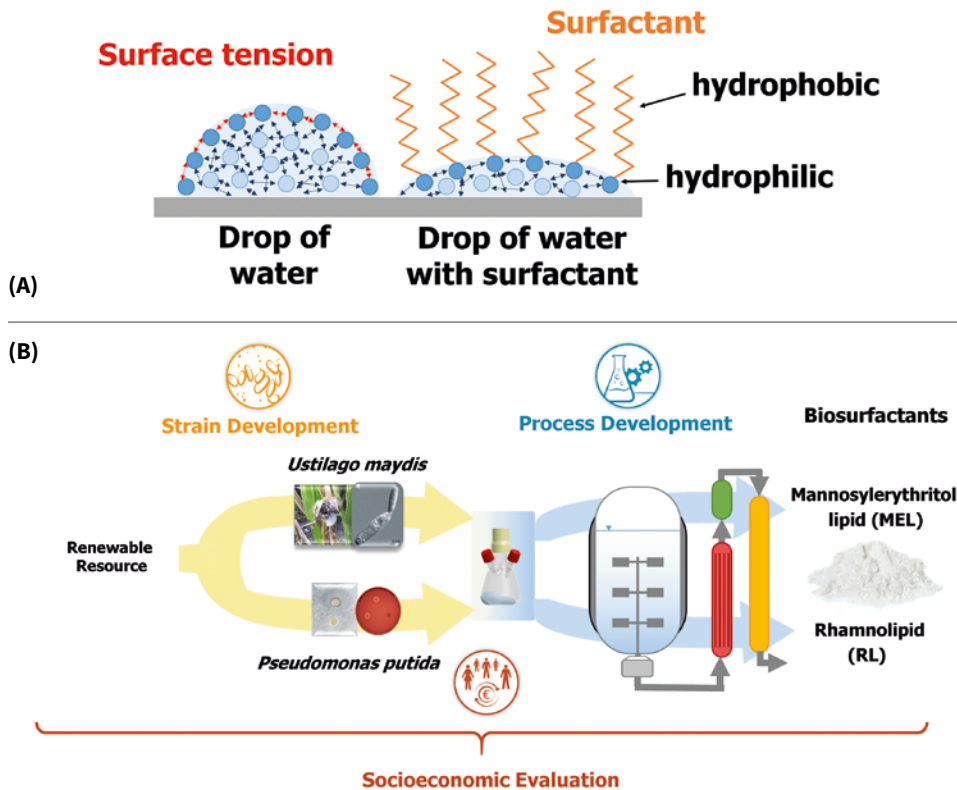 Surfactant
Surface tension
hydrophobic
hydrophilic
Drop of
water
Drop of water
with surfactant
(A)
(B)
Strain Development
Process Development
Biosurfactants
Ustilago maydis
Mannosylerythritol
lipid (MEL)
Renewable
Resource
Rhamnolipid
(RL)
Pseudomonas putida
€
Socioeconomic Evaluation